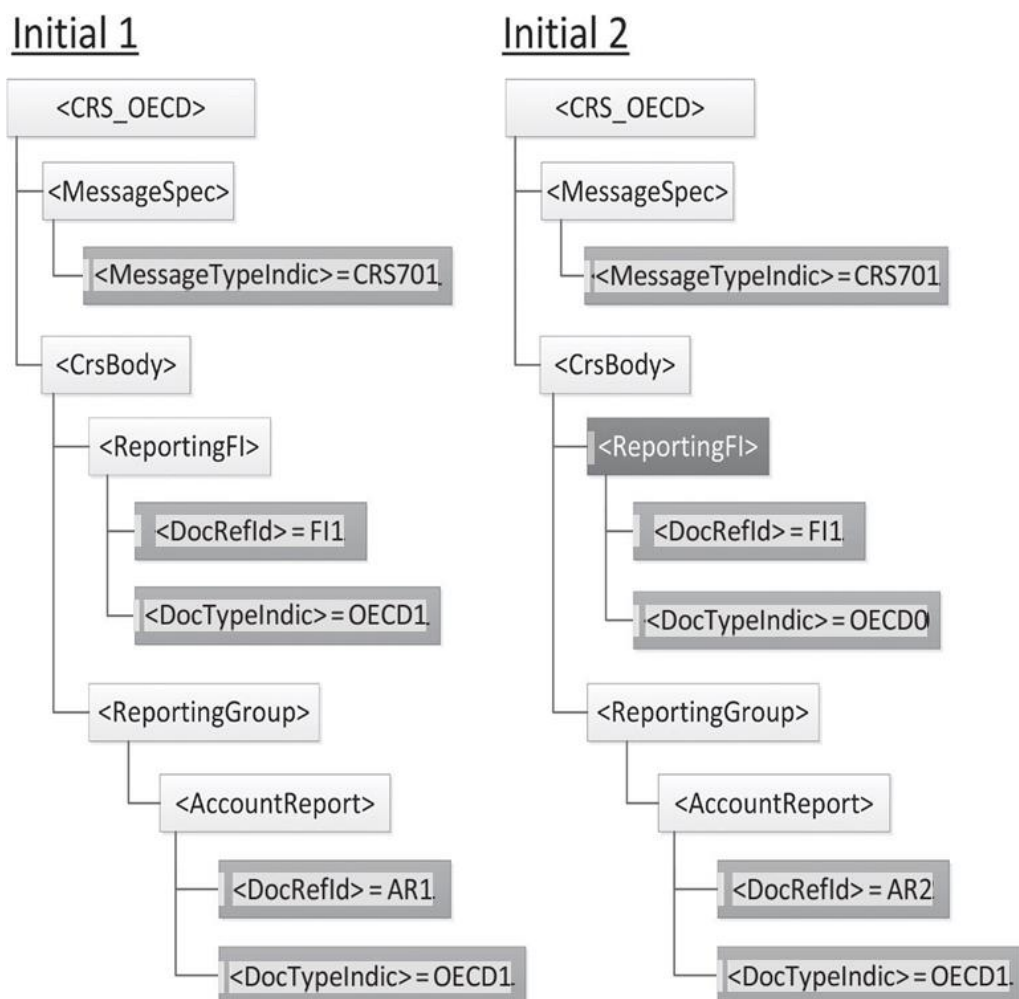 Initial 1
<CRS_OECD>
<MessageSpec>
<MessageTypeIndic>=CRS701
<CrsBody>
<ReportingFI>
<DocRefId>=FI1
<DocTypeIndic>=OECD1
<ReportingGroup>
<AccountReport>
<DocRefId>=AR1
<DocTypeIndic>=OECD1
Initial 2
<CRS_OECD>
<MessageSpec>
<MessageTypeIndic>=CRS701
<CrsBody>
<ReportingFI>
<DocRefId>=FI1
<DocTypeIndic>=OECD0
<ReportingGroup>
<AccountReport>
<DocRefId>=AR2
<DocTypeIndic>=OECD1